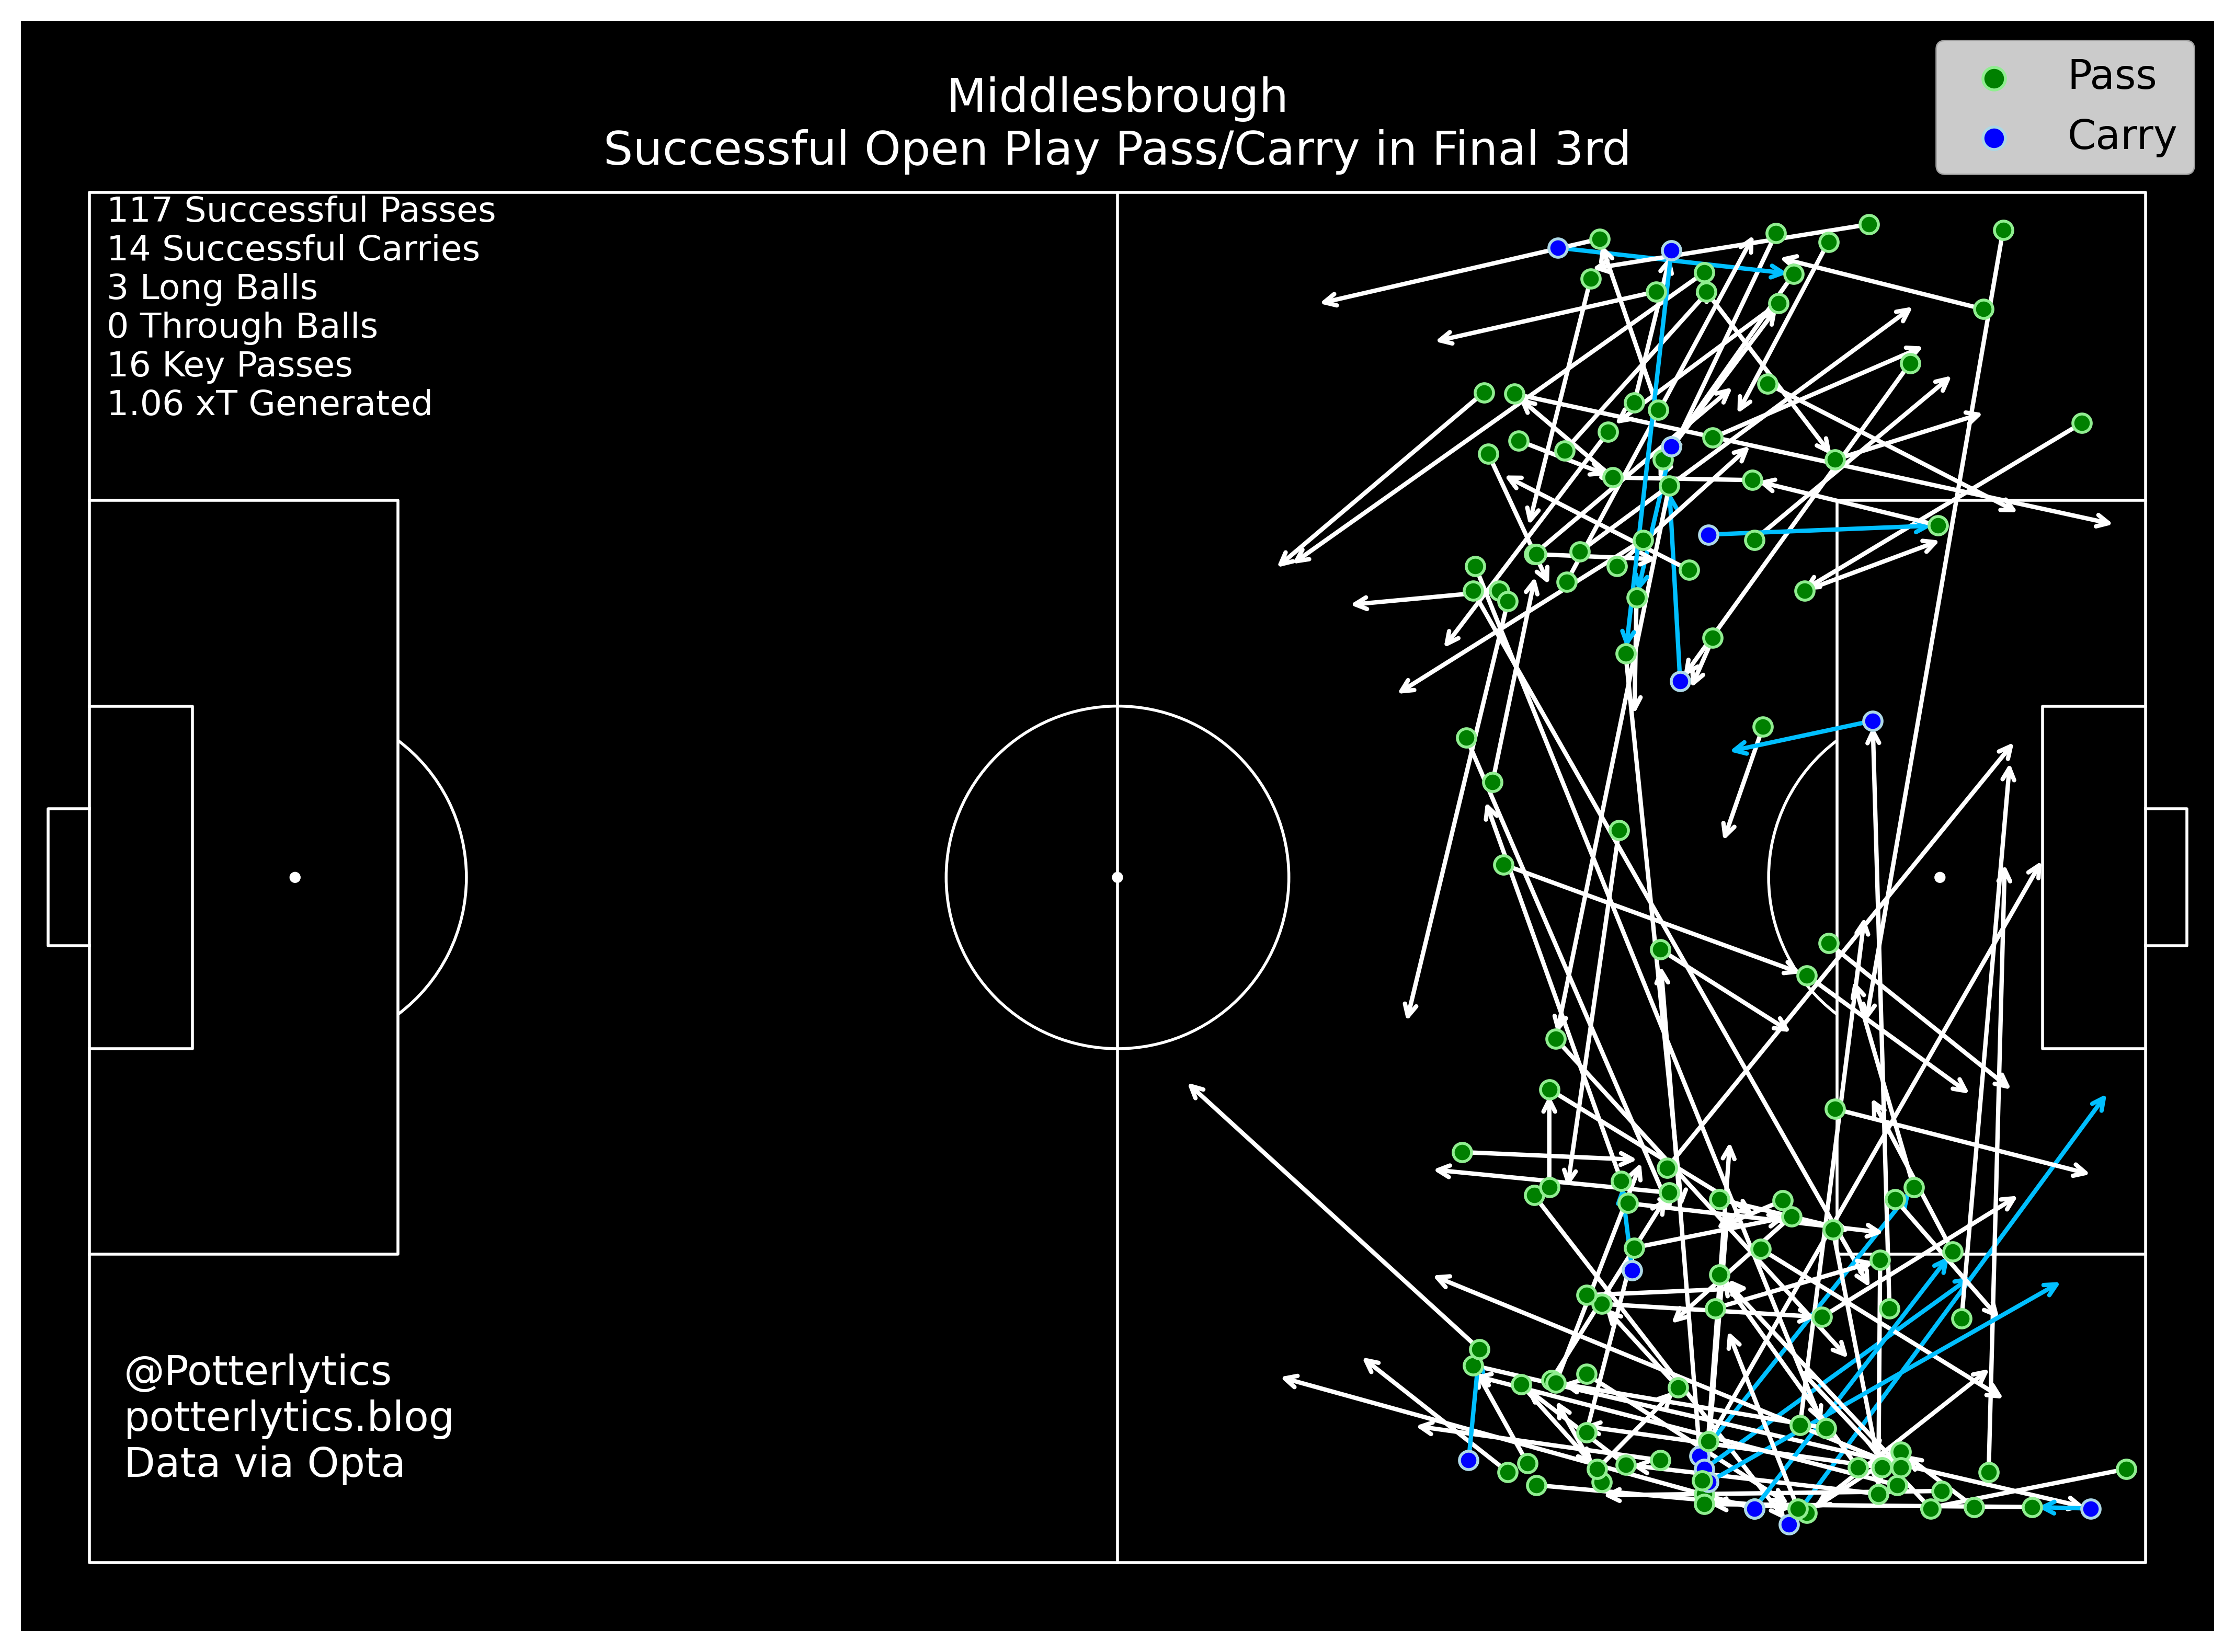 Middlesbrough
Successful Open Play Pass/Carry in Final 3rd
Pass
Carry
117 Successful Passes
14 Successful Carries
3 Long Balls
0 Through Balls
16 Key Passes
1.06 xT Generated
@Potterlytics
potterlytics.blog
Data via Opta